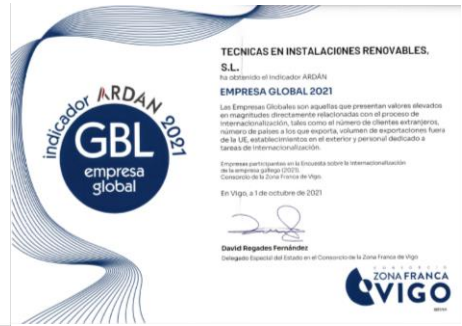 TECNICAS EN INSTALACIONES RENOVABLES,
S.L.
ha obtenido el Indicador ARDÁN
EMPRESA GLOBAL 2021
Las Empresas Globales son aquellas que presentan valores elevados
en magnitudes directamente relacionadas con el proceso de
internacionalización, tales como el número de clientes extranjeros,
número de países a los que exporta, volumen de exportaciones fuera
de la UE, establecimientos en el exterior y personal dedicado a
tareas de internacionalización.
Empresas participantes en la Encuesta sobre la internacionalización
de la empresa gallega (2021).
Consorcio de la Zona Franca de Vigo.
En Vigo, a 1 de octubre de 2021
David Regades Fernández
Delegado Especial del Estado en el Consorcio de la Zona Franca de Vigo
indicador ARDAN 2021
GBL
empresa
global
CONSORCIO
ZONA FRANCA
VIGO